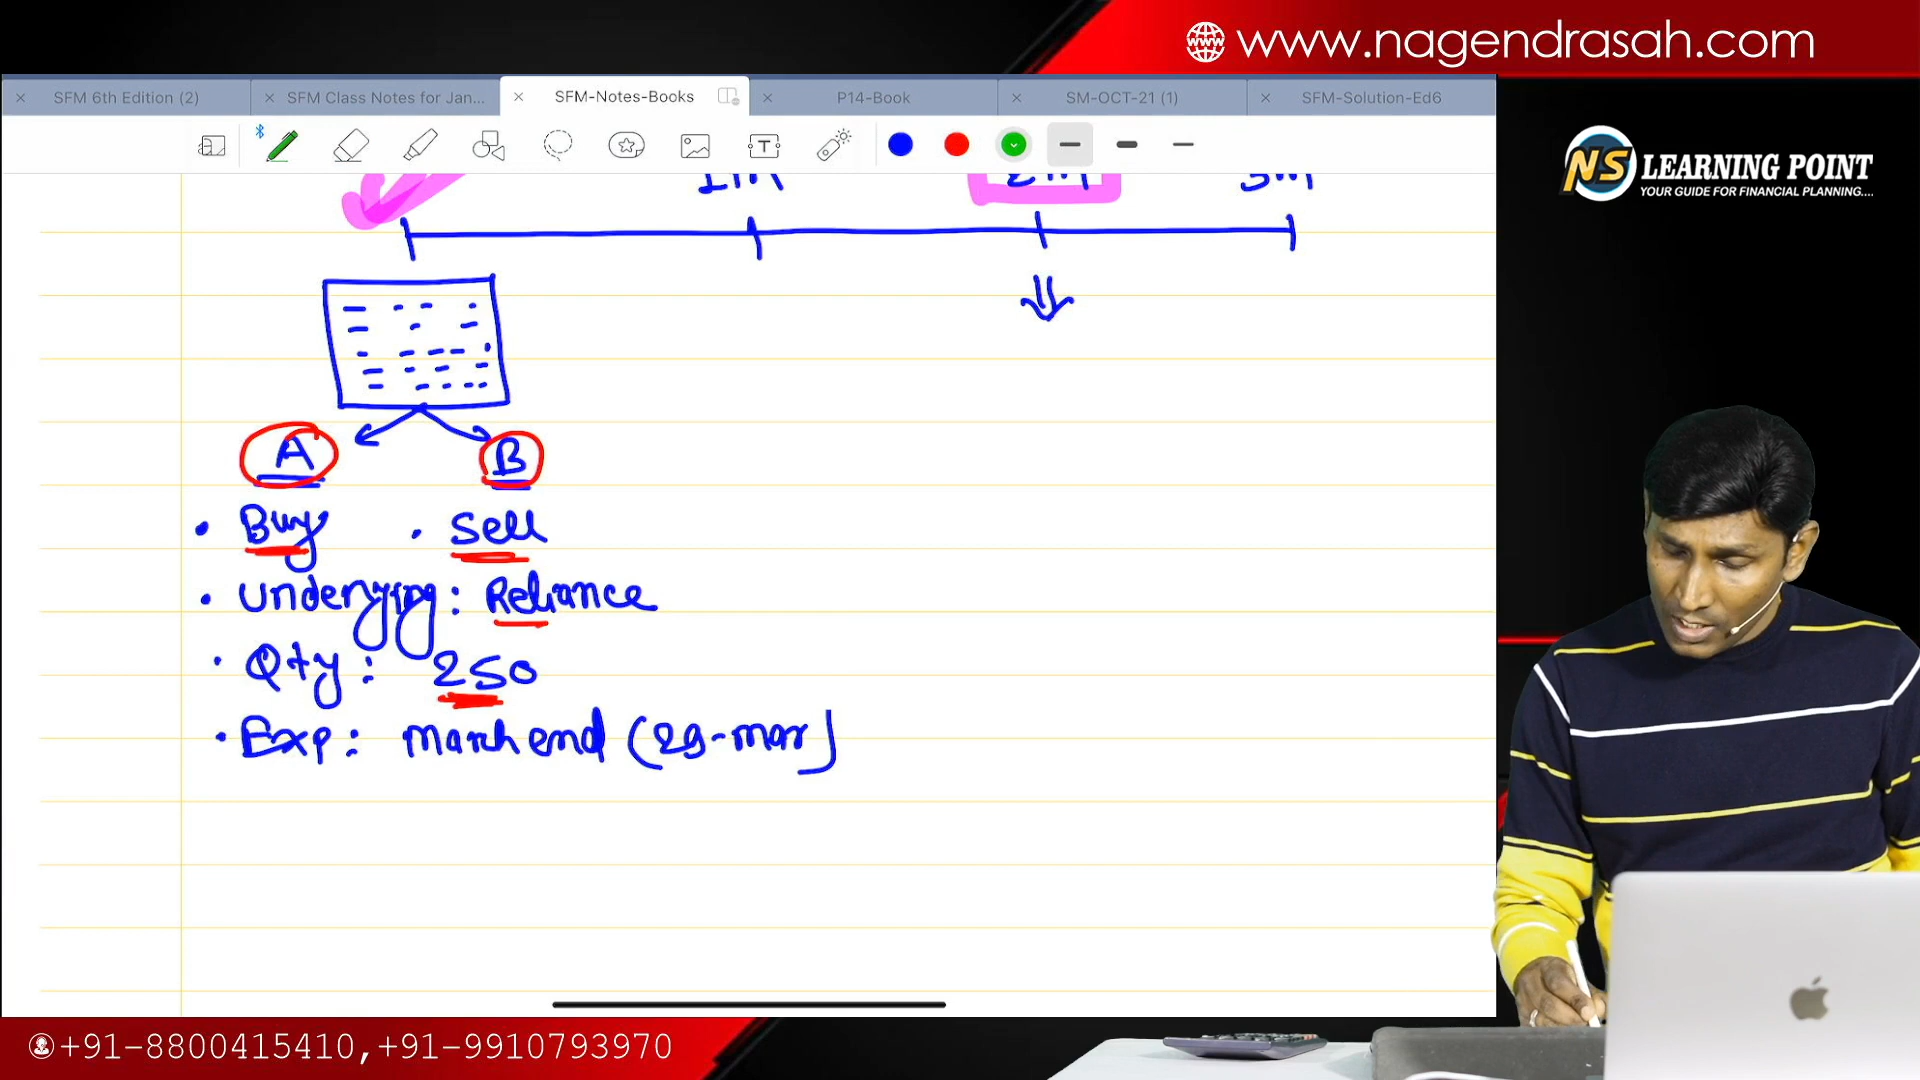 www.nagendrasah.com
SFM 6th Edition (2)
SFM Class Notes for Jan...
SFM-Notes-Books
P14-Book
SM-OCT-21 (1)
SFM-Solution-Ed6
NS LEARNING POINT
YOUR GUIDE FOR FINANCIAL PLANNING....
A B
• Buy • Sell
• Underlying: Reliance
• Qty: 250
• Exp: March end (29-mar)
+91-8800415410,+91-9910793970